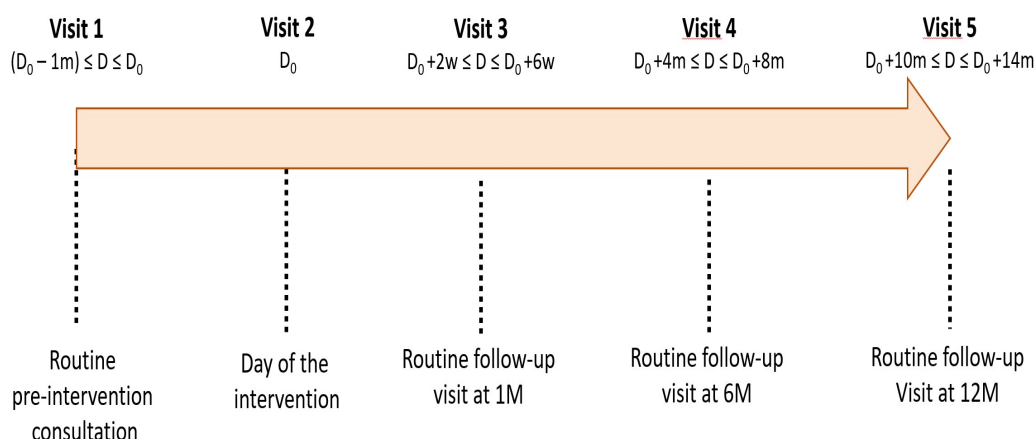 Visit 1
(D₀ – 1m) ≤ D ≤ D₀
Visit 2
D₀
Visit 3
D₀ +2w ≤ D ≤ D₀ +6w
Visit 4
D₀ +4m ≤ D ≤ D₀ +8m
Visit 5
D₀ +10m ≤ D ≤ D₀ +14m
Routine
pre-intervention
consultation
Day of the
intervention
Routine follow-up
visit at 1M
Routine follow-up
visit at 6M
Routine follow-up
Visit at 12M